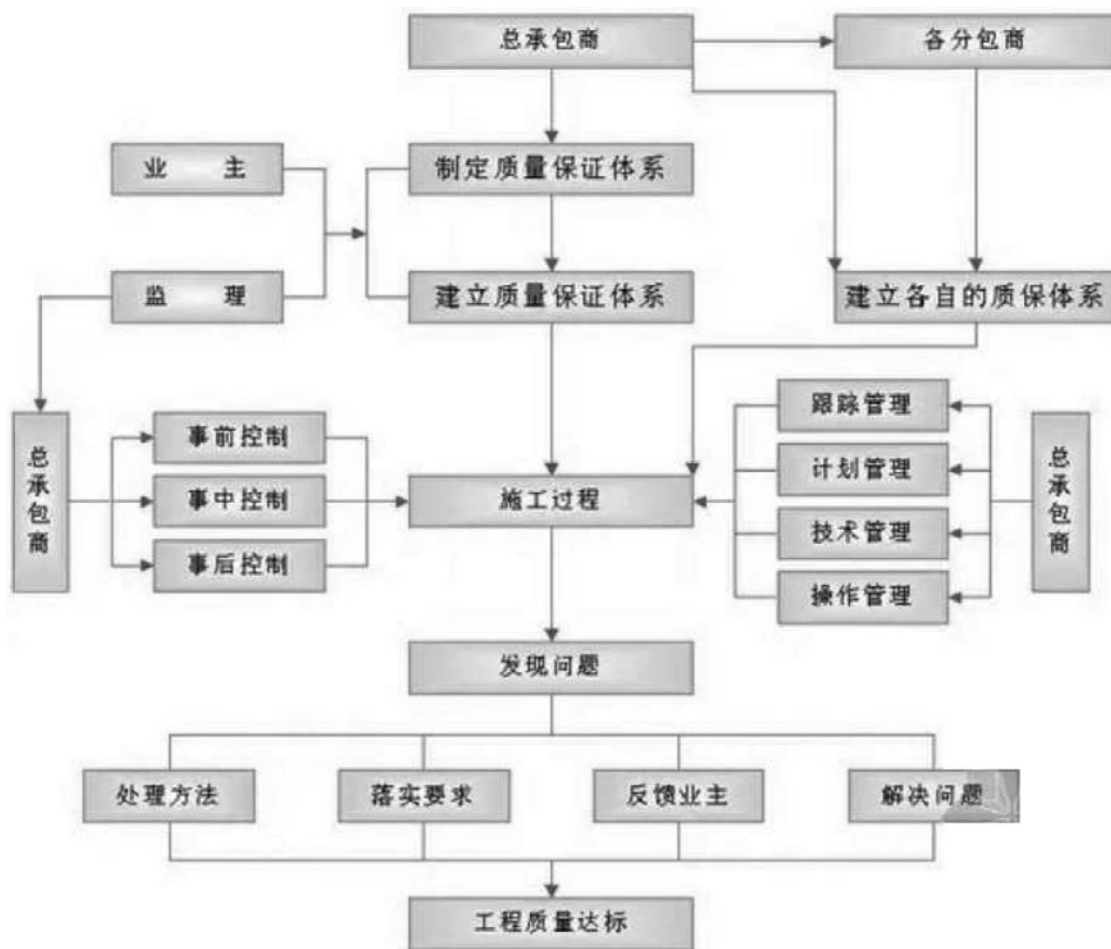 总承包商
各分包商
业 主
制定质量保证体系
监 理
建立质量保证体系
建立各自的质保体系
总承包商
事前控制
事中控制
事后控制
施工过程
跟踪管理
计划管理
技术管理
操作管理
总承包商
发现问题
处理方法
落实要求
反馈业主
解决问题
工程质量达标